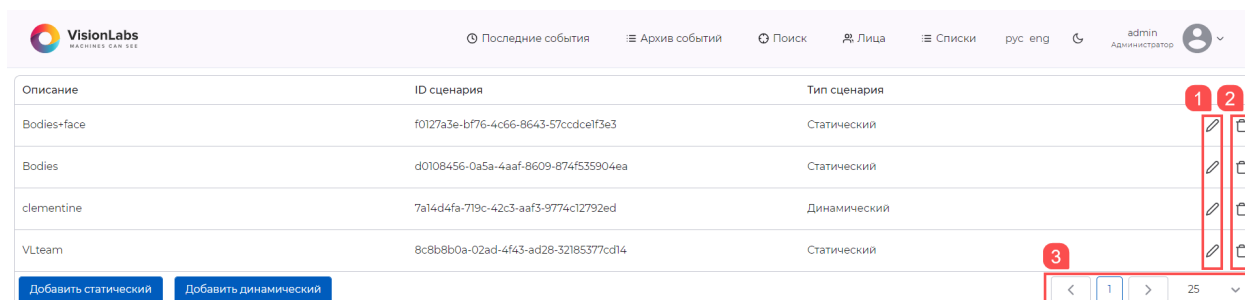 VisionLabs
MACHINES CAN SEE
Последние события Архив событий Поиск Лица Списки рус eng admin
Администратор
Описание ID сценария Тип сценария
1 2
Bodies+face f0127a3e-bf76-4c66-8643-57ccdce1f3e3 Статический
Bodies d0108456-0a5a-4aaf-8609-874f535904ea Статический
clementine 7a14d4fa-719c-42c3-aaf3-9774c12792ed Динамический
VLteam 8c8b8b0a-02ad-4f43-ad28-32185377cd14 Статический
3
Добавить статический Добавить динамический 1 25